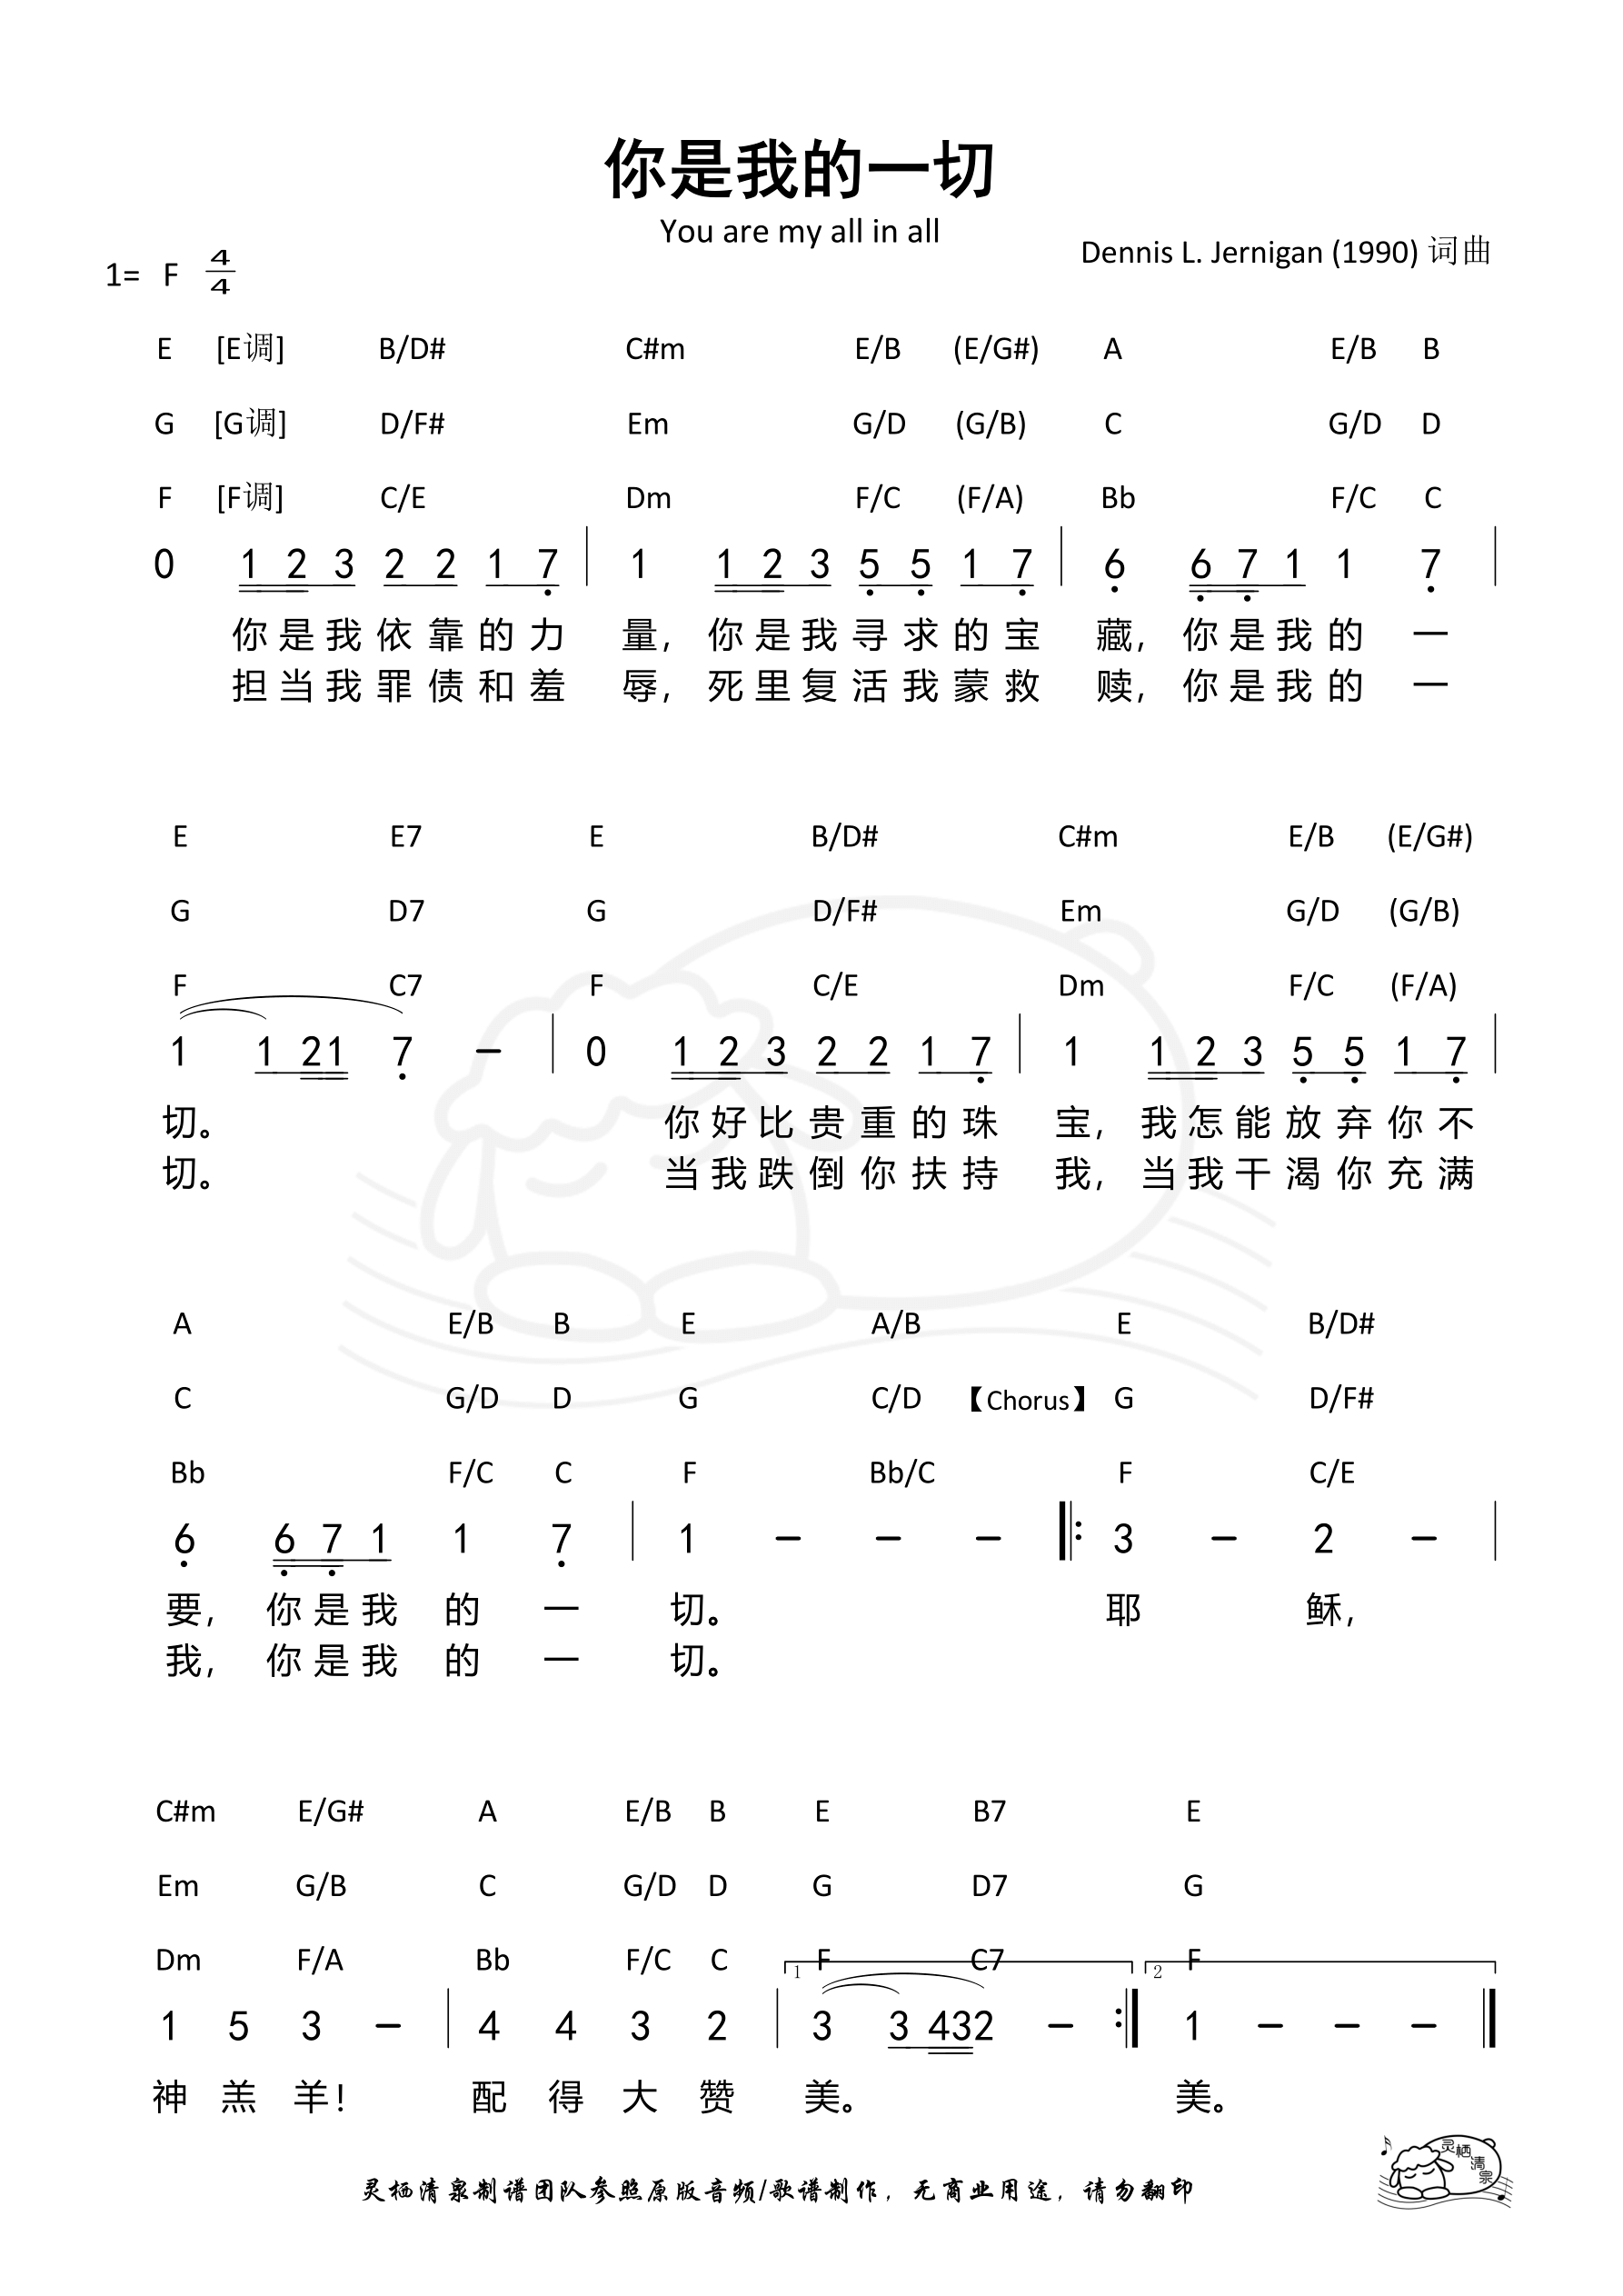 你是我的一切
You are my all in all
Dennis L. Jernigan (1990) 词曲
1= F 4/4
E [E调] B/D# C#m E/B (E/G#) A E/B B
G [G调] D/F# Em G/D (G/B) C G/D D
F [F调] C/E Dm F/C (F/A) Bb F/C C
0 1 2 3 2 2 1 7 | 1 1 2 3 5 5 1 7 | 6 6 7 1 1 7 |
你是我依靠的力 量，你是我寻求的宝 藏，你是我的 一
担当我罪债和羞 辱，死里复活我蒙救 赎，你是我的 一
E E7 E B/D# C#m E/B (E/G#)
G D7 G D/F# Em G/D (G/B)
F C7 F C/E Dm F/C (F/A)
1 1 2 1 7 – | 0 1 2 3 2 2 1 7 | 1 1 2 3 5 5 1 7 |
切。 你好比贵重的珠 宝，我怎能放弃你不
切。 当我跌倒你扶持 我，当我干渴你充满
A E/B B E A/B E B/D#
C G/D D G C/D 【Chorus】 G D/F#
Bb F/C C F Bb/C F C/E
6 6 7 1 1 7 | 1 – – – |: 3 – 2 – |
要，你是我 的 一 切。 耶 稣，
我，你是我 的 一 切。
C#m E/G# A E/B B E B7 E
Em G/B C G/D D G D7 G
Dm F/A Bb F/C C F C7 F
1 2
1 5 3 – | 4 4 3 2 | 3 3 4 3 2 – :| 1 – – – ‖
神 羔 羊！ 配 得 大 赞 美。 美。
灵栖清泉制谱团队参照原版音频/歌谱制作，无商业用途，请勿翻印
灵栖清泉